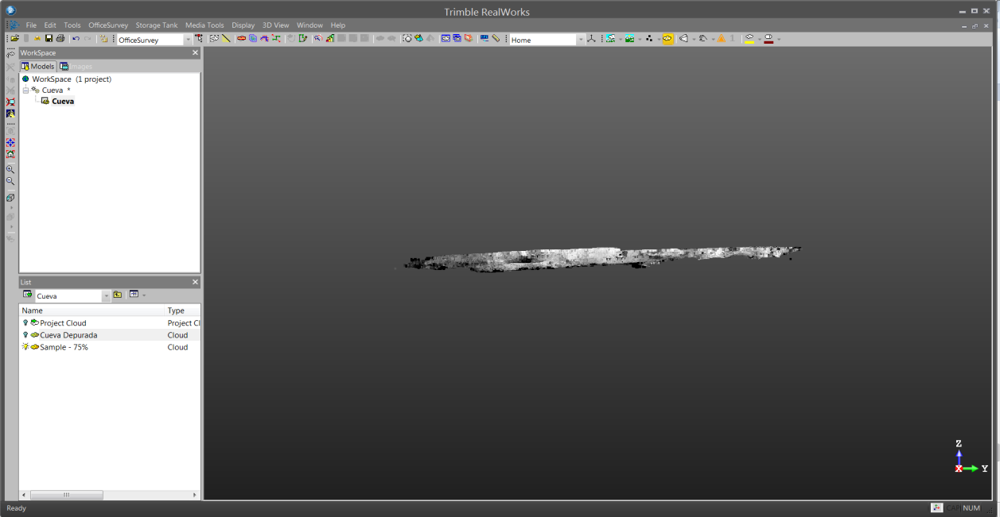 Trimble RealWorks
File Edit Tools OfficeSurvey Storage Tank Media Tools Display 3D View Window Help
OfficeSurvey
Home
WorkSpace
Models Images
WorkSpace (1 project)
Cueva *
Cueva
List
Cueva
Name Type
Project Cloud Project Cl
Cueva Depurada Cloud
Sample - 75% Cloud
Z
X Y
Ready
CAP NUM